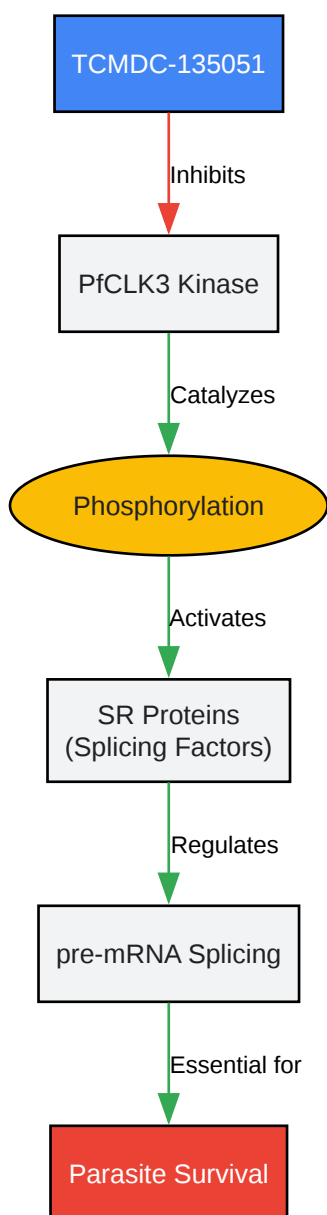 TCMDC-135051
Inhibits
PfCLK3 Kinase
Catalyzes
Phosphorylation
Activates
SR Proteins
(Splicing Factors)
Regulates
pre-mRNA Splicing
Essential for
Parasite Survival